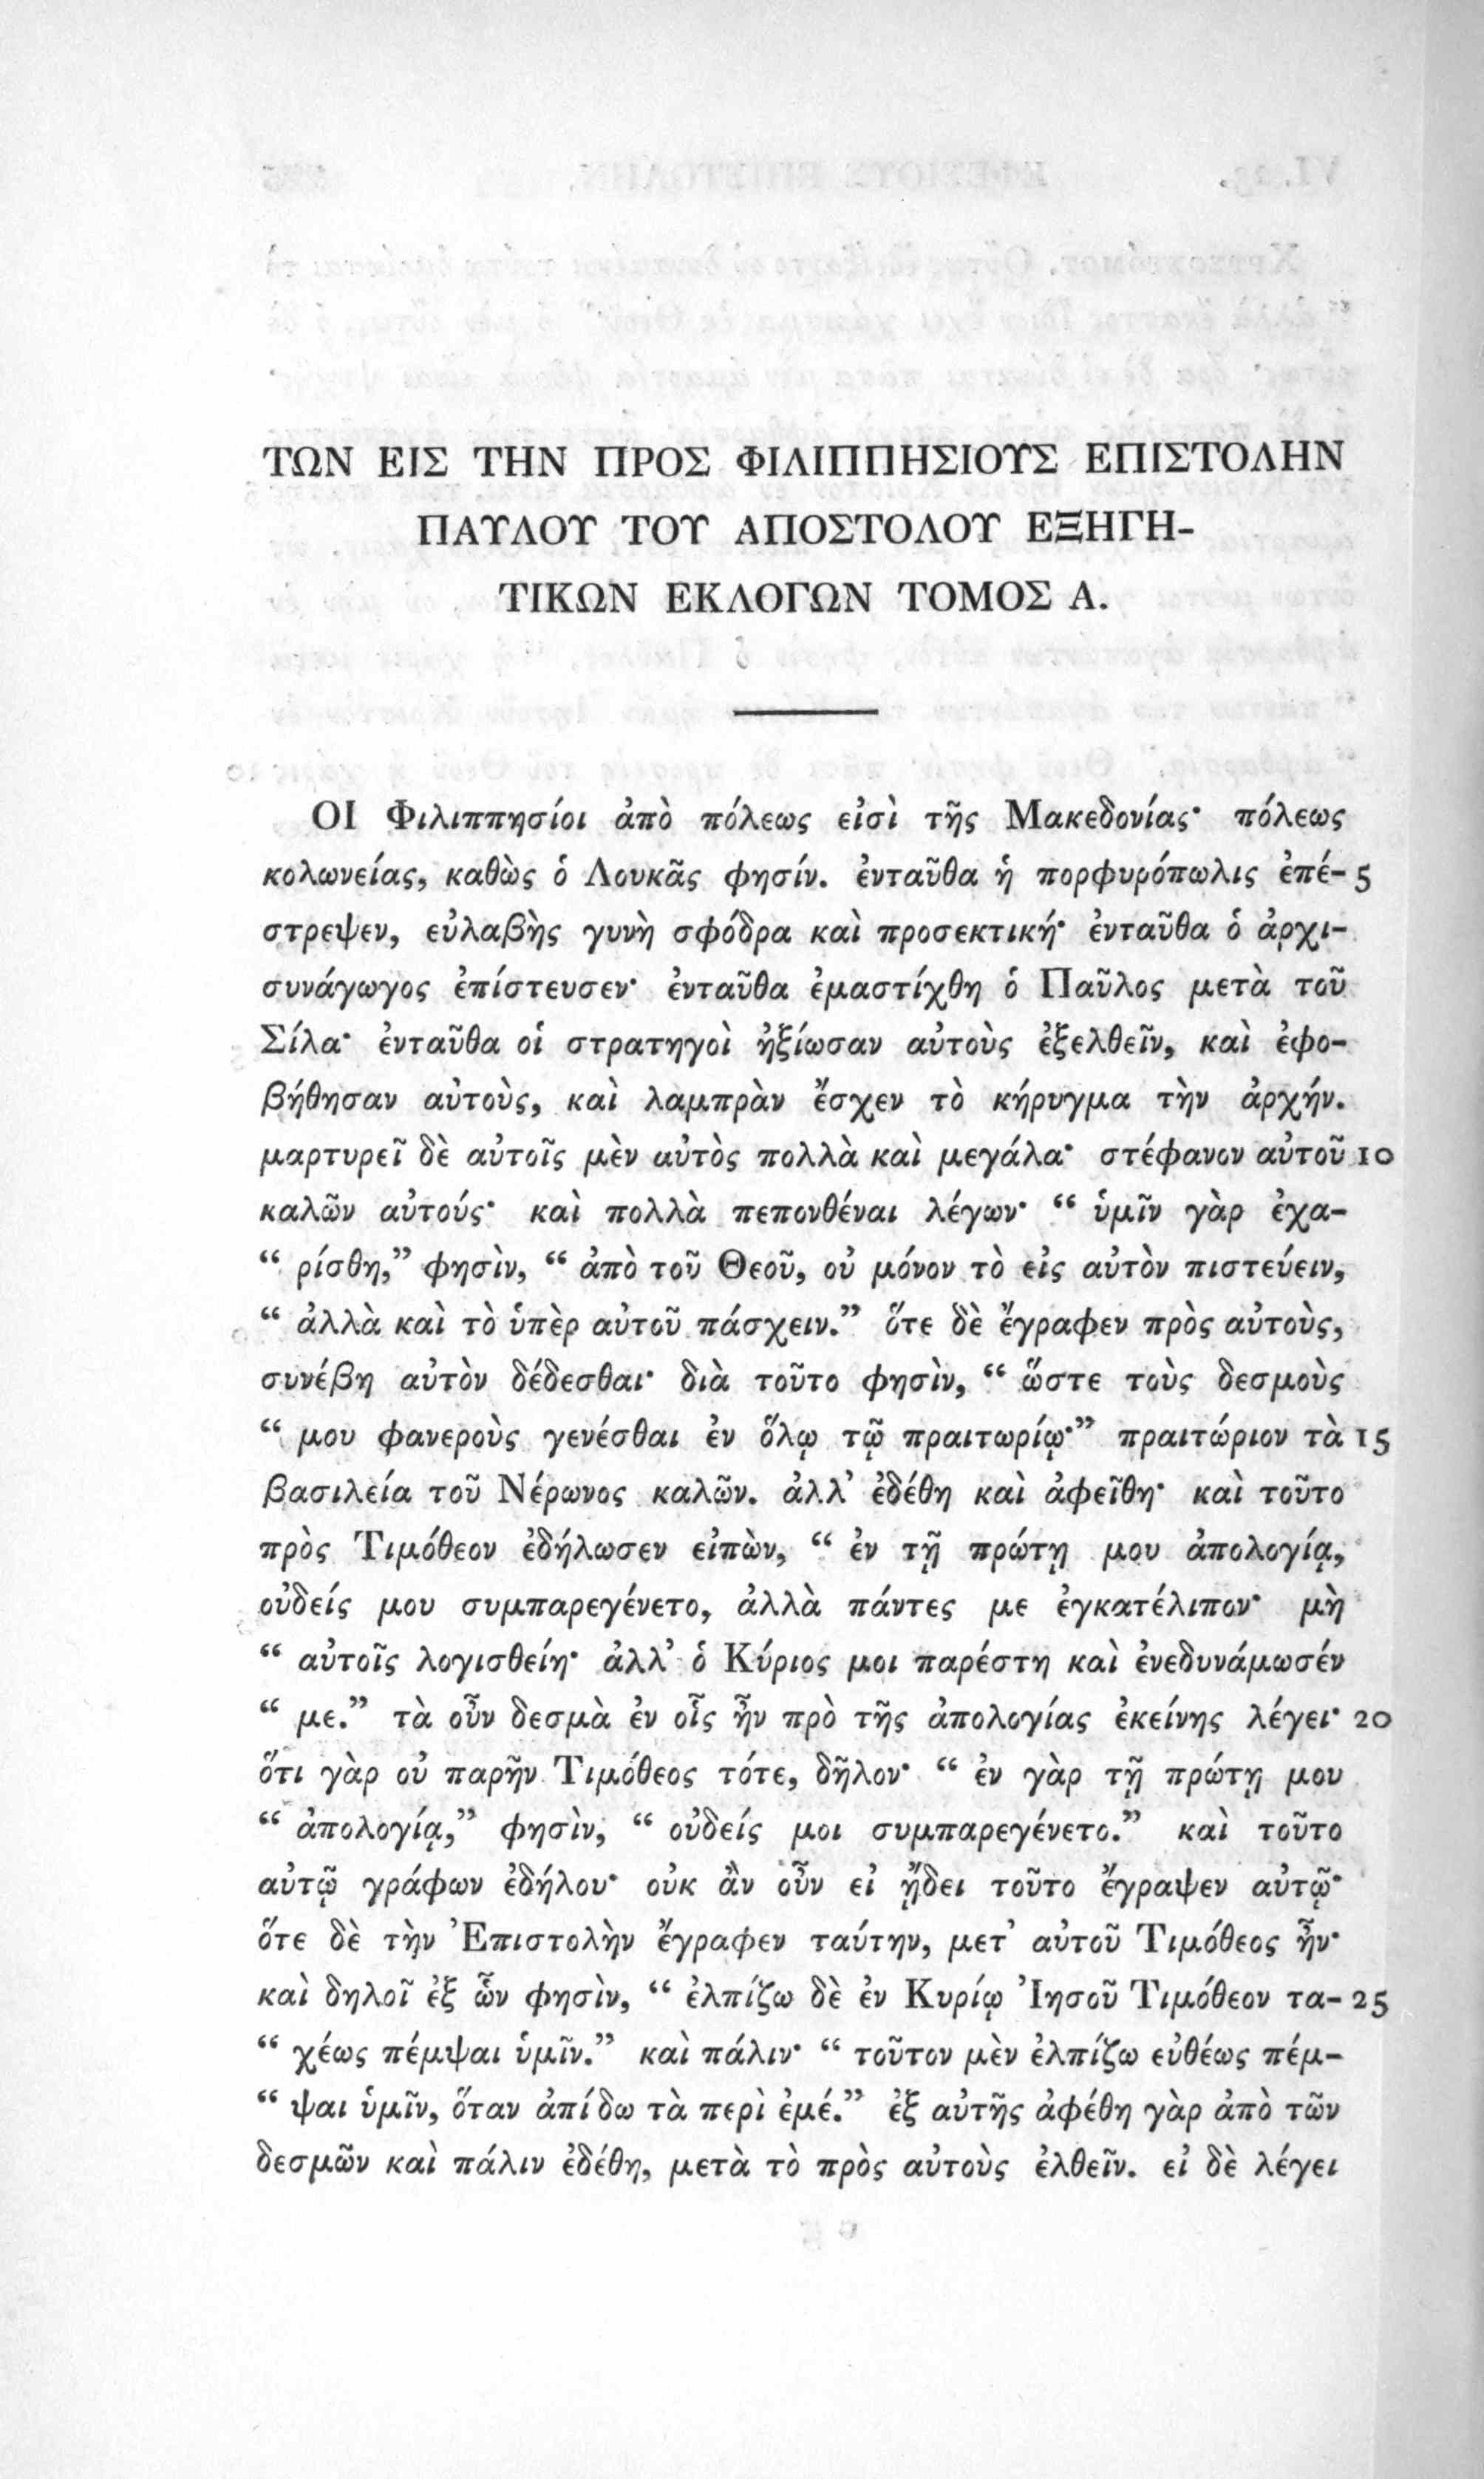 ΤΩΝ ΕΙΣ ΤΗΝ ΠΡΟΣ ΦΙΛΙΠΠΗΣΙΟΥΣ ΕΠΙΣΤΟΛΗΝ
ΠΑΥΛΟΥ ΤΟΥ ΑΠΟΣΤΟΛΟΥ ΕΞΗΓΗ-
ΤΙΚΩΝ ΕΚΛΟΓΩΝ ΤΟΜΟΣ Α.
ΟΙ Φιλιππησίοι ἀπὸ πόλεως εἰσὶ τῆς Μακεδονίας· πόλεως
κολωνείας, καθὼς ὁ Λουκᾶς φησίν. ἐνταῦθα ἡ πορφυρόπωλις ἐπέ- 5
στρεψεν, εὐλαβὴς γυνὴ σφόδρα καὶ προσεκτική· ἐνταῦθα ὁ ἀρχι-
συνάγωγος ἐπίστευσεν· ἐνταῦθα ἐμαστίχθη ὁ Παῦλος μετὰ τοῦ
Σίλα· ἐνταῦθα οἱ στρατηγοὶ ἠξίωσαν αὐτοὺς ἐξελθεῖν, καὶ ἐφο-
βήθησαν αὐτοὺς, καὶ λαμπρὰν ἔσχεν τὸ κήρυγμα τὴν ἀρχήν.
μαρτυρεῖ δὲ αὐτοῖς μὲν αὐτὸς πολλὰ καὶ μεγάλα· στέφανον αὐτοῦ 10
καλῶν αὐτούς· καὶ πολλὰ πεπονθέναι λέγων· “ ὑμῖν γὰρ ἐχα-
“ ρίσθη,” φησὶν, “ ἀπὸ τοῦ Θεοῦ, οὐ μόνον τὸ εἰς αὐτὸν πιστεύειν,
“ ἀλλὰ καὶ τὸ ὑπὲρ αὐτοῦ πάσχειν.” ὅτε δὲ ἔγραφεν πρὸς αὐτοὺς,
συνέβη αὐτὸν δέδεσθαι· διὰ τοῦτο φησὶν, “ ὥστε τοὺς δεσμοὺς
“ μου φανεροὺς γενέσθαι ἐν ὅλῳ τῷ πραιτωρίῳ·” πραιτώριον τὰ 15
βασιλεία τοῦ Νέρωνος καλῶν. ἀλλ’ ἐδέθη καὶ ἀφεῖθη· καὶ τοῦτο
πρὸς Τιμόθεον ἐδήλωσεν εἰπὼν, “ ἐν τῇ πρώτῃ μου ἀπολογίᾳ,
οὐδείς μου συμπαρεγένετο, ἀλλὰ πάντες με ἐγκατέλιπον· μὴ
“ αὐτοῖς λογισθείη· ἀλλ’ ὁ Κύριος μοι παρέστη καὶ ἐνεδυνάμωσέν
“ με.” τὰ οὖν δεσμὰ ἐν οἷς ἦν πρὸ τῆς ἀπολογίας ἐκείνης λέγει· 20
ὅτι γὰρ οὐ παρῆν Τιμόθεος τότε, δῆλον· “ ἐν γὰρ τῇ πρώτῃ μου
“ ἀπολογίᾳ,” φησὶν, “ οὐδείς μοι συμπαρεγένετο.” καὶ τοῦτο
αὐτῷ γράφων ἐδήλου· οὐκ ἂν οὖν εἰ ᾔδει τοῦτο ἔγραψεν αὐτῷ·
ὅτε δὲ τὴν Ἐπιστολὴν ἔγραφεν ταύτην, μετ’ αὐτοῦ Τιμόθεος ἦν·
καὶ δηλοῖ ἐξ ὧν φησὶν, “ ἐλπίζω δὲ ἐν Κυρίῳ Ἰησοῦ Τιμόθεον τα- 25
“ χέως πέμψαι ὑμῖν.” καὶ πάλιν· “ τοῦτον μὲν ἐλπίζω εὐθέως πέμ-
“ ψαι ὑμῖν, ὅταν ἀπίδω τὰ περὶ ἐμέ.” ἐξ αὐτῆς ἀφέθη γὰρ ἀπὸ τῶν
δεσμῶν καὶ πάλιν ἐδέθη, μετὰ τὸ πρὸς αὐτοὺς ἐλθεῖν. εἰ δὲ λέγει